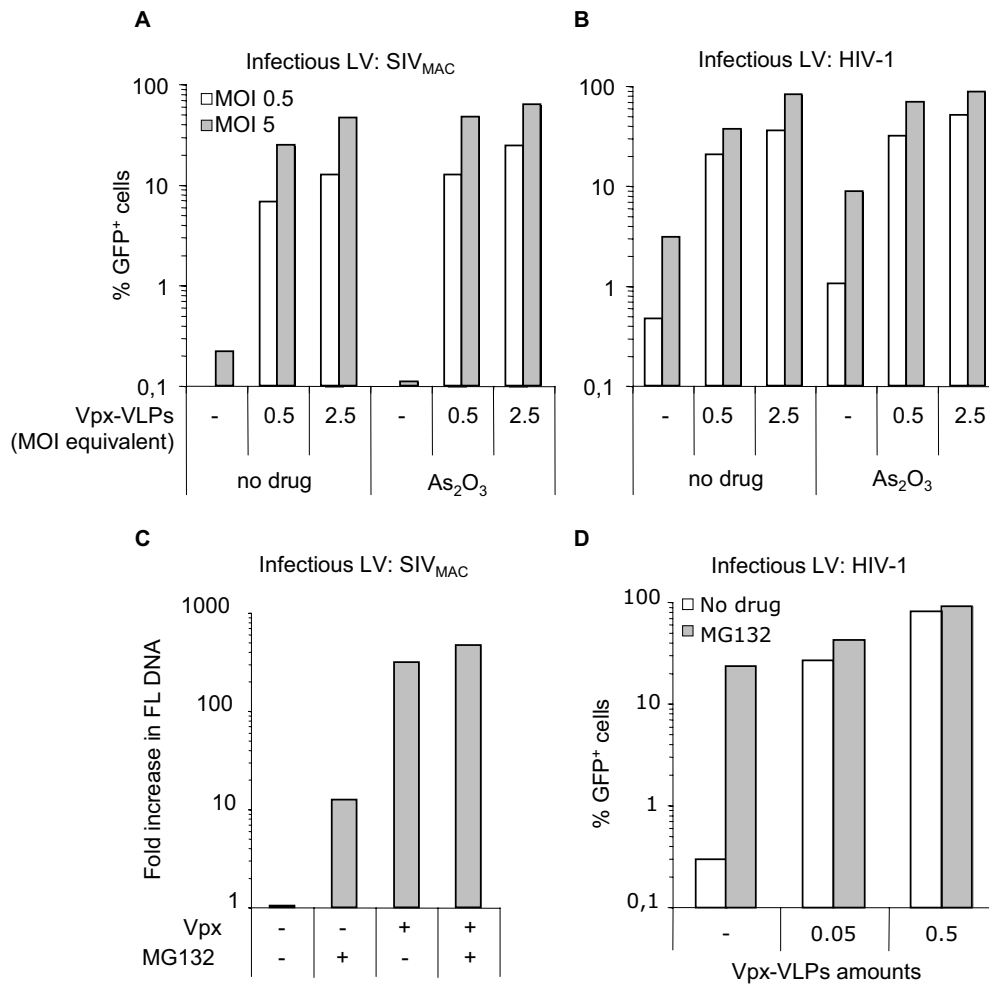 A
Infectious LV: SIVMAC
MOI 0.5
MOI 5
% GFP+ cells
100
10
1
0,1
Vpx-VLPs
(MOI equivalent)
- 0.5 2.5 - 0.5 2.5
no drug As2O3
B
Infectious LV: HIV-1
100
10
1
0,1
- 0.5 2.5 - 0.5 2.5
no drug As2O3
C
Infectious LV: SIVMAC
Fold increase in FL DNA
1000
100
10
1
Vpx - - + +
MG132 - + - +
D
Infectious LV: HIV-1
No drug
MG132
% GFP+ cells
100
10
1
0,1
- 0.05 0.5
Vpx-VLPs amounts